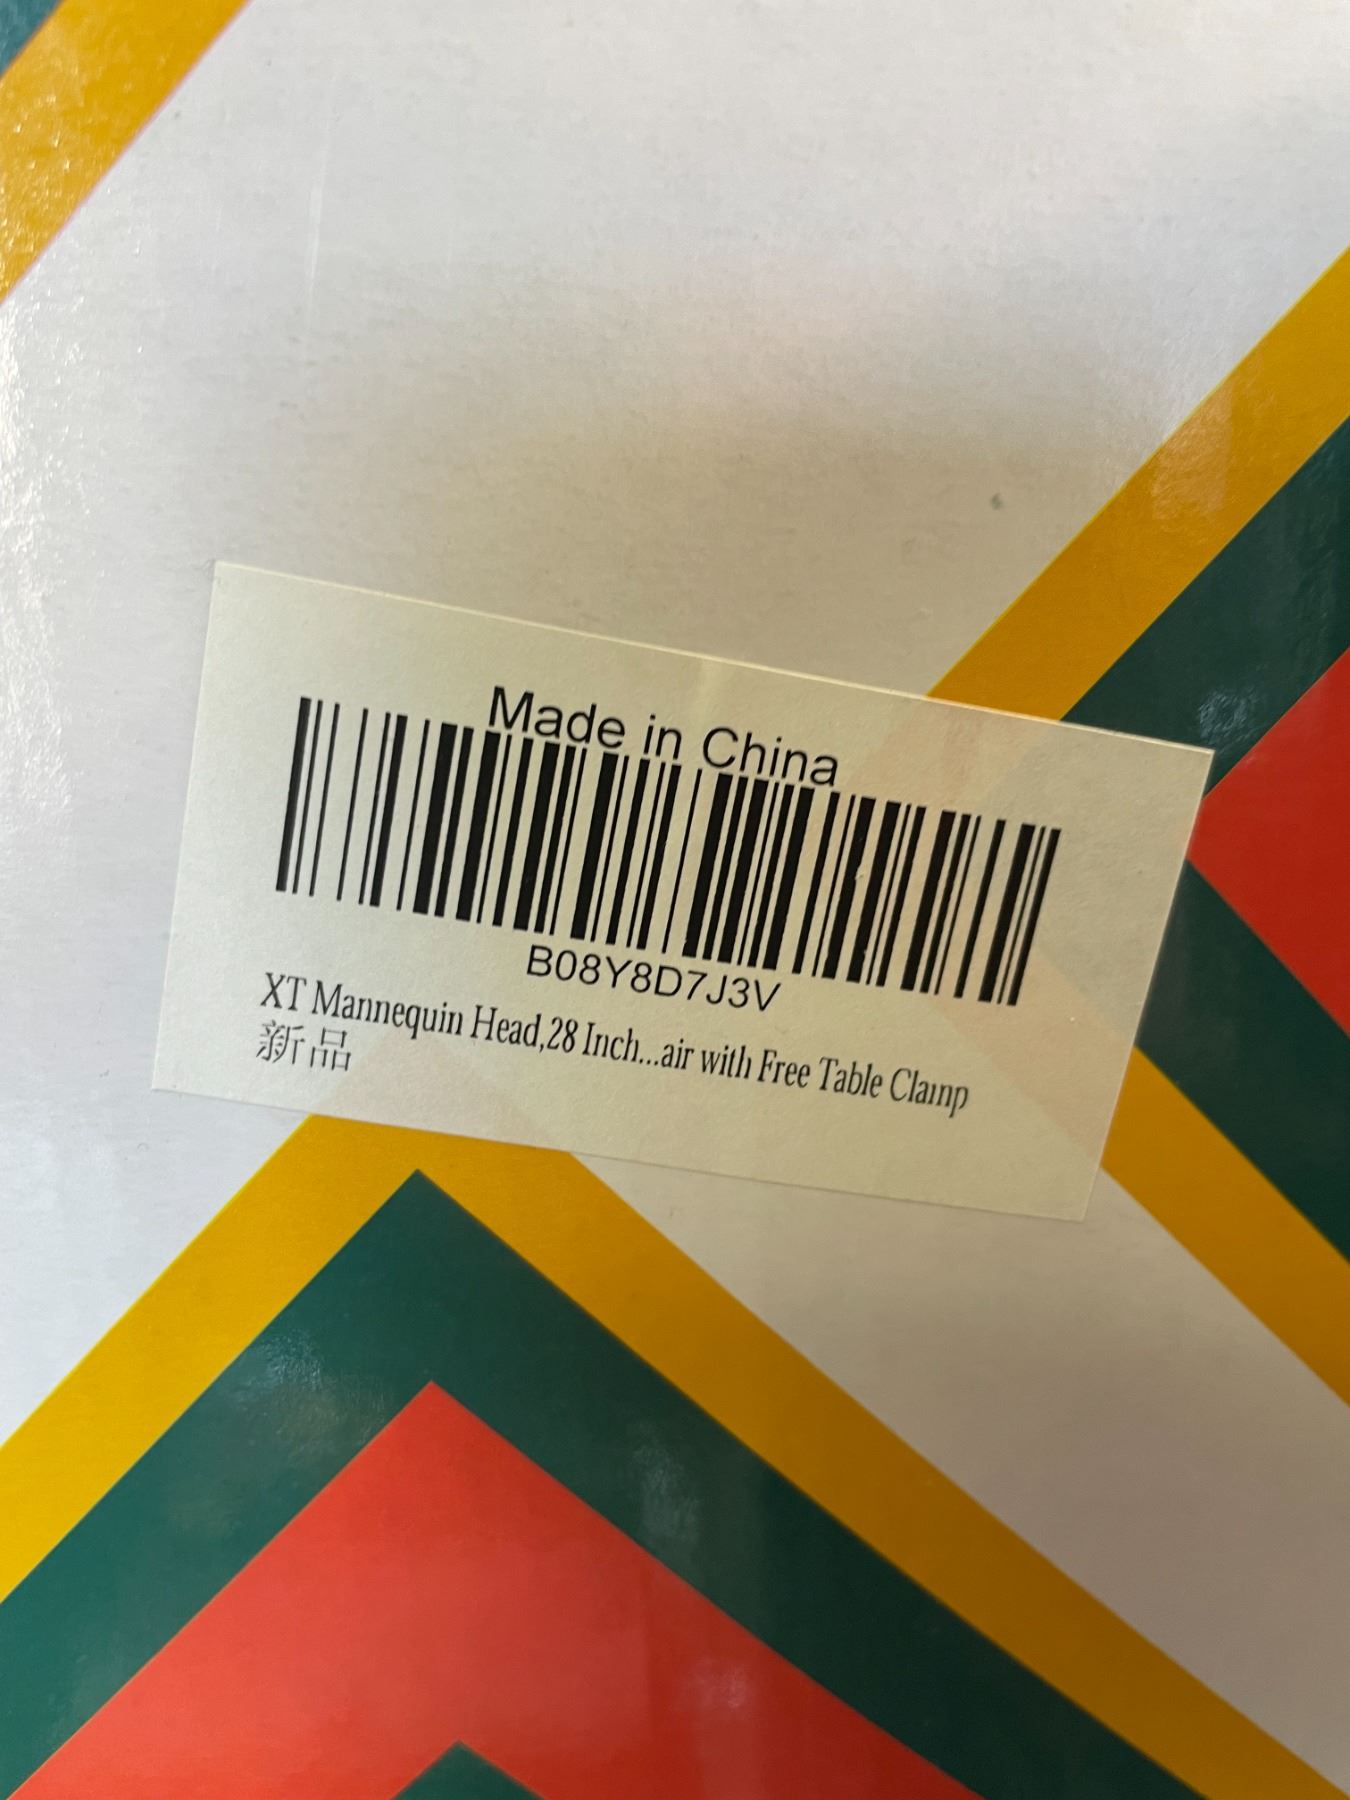 Made in China
B08Y8D7J3V
XT Mannequin Head,28 Inch...air with Free Table Clamp
新品